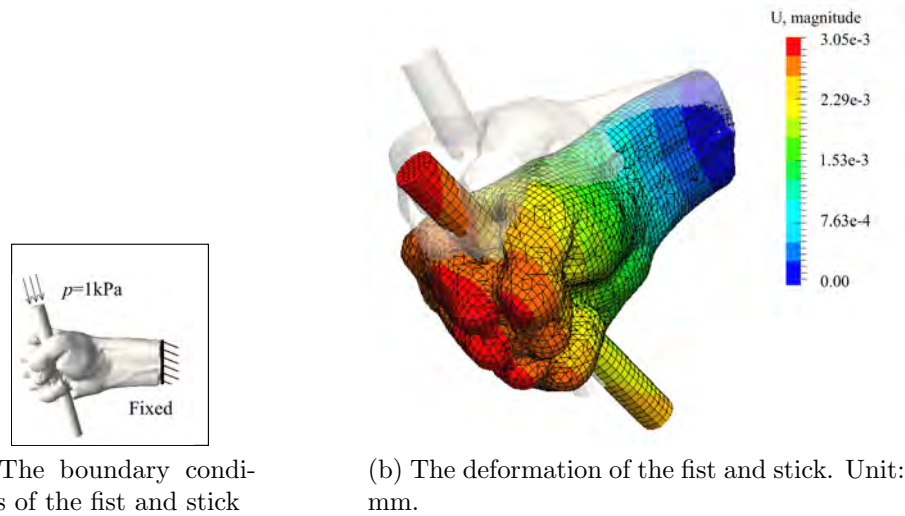 U, magnitude
3.05e-3
2.29e-3
1.53e-3
7.63e-4
0.00
p=1kPa
Fixed
The boundary condi-
s of the fist and stick
(b) The deformation of the fist and stick. Unit:
mm.